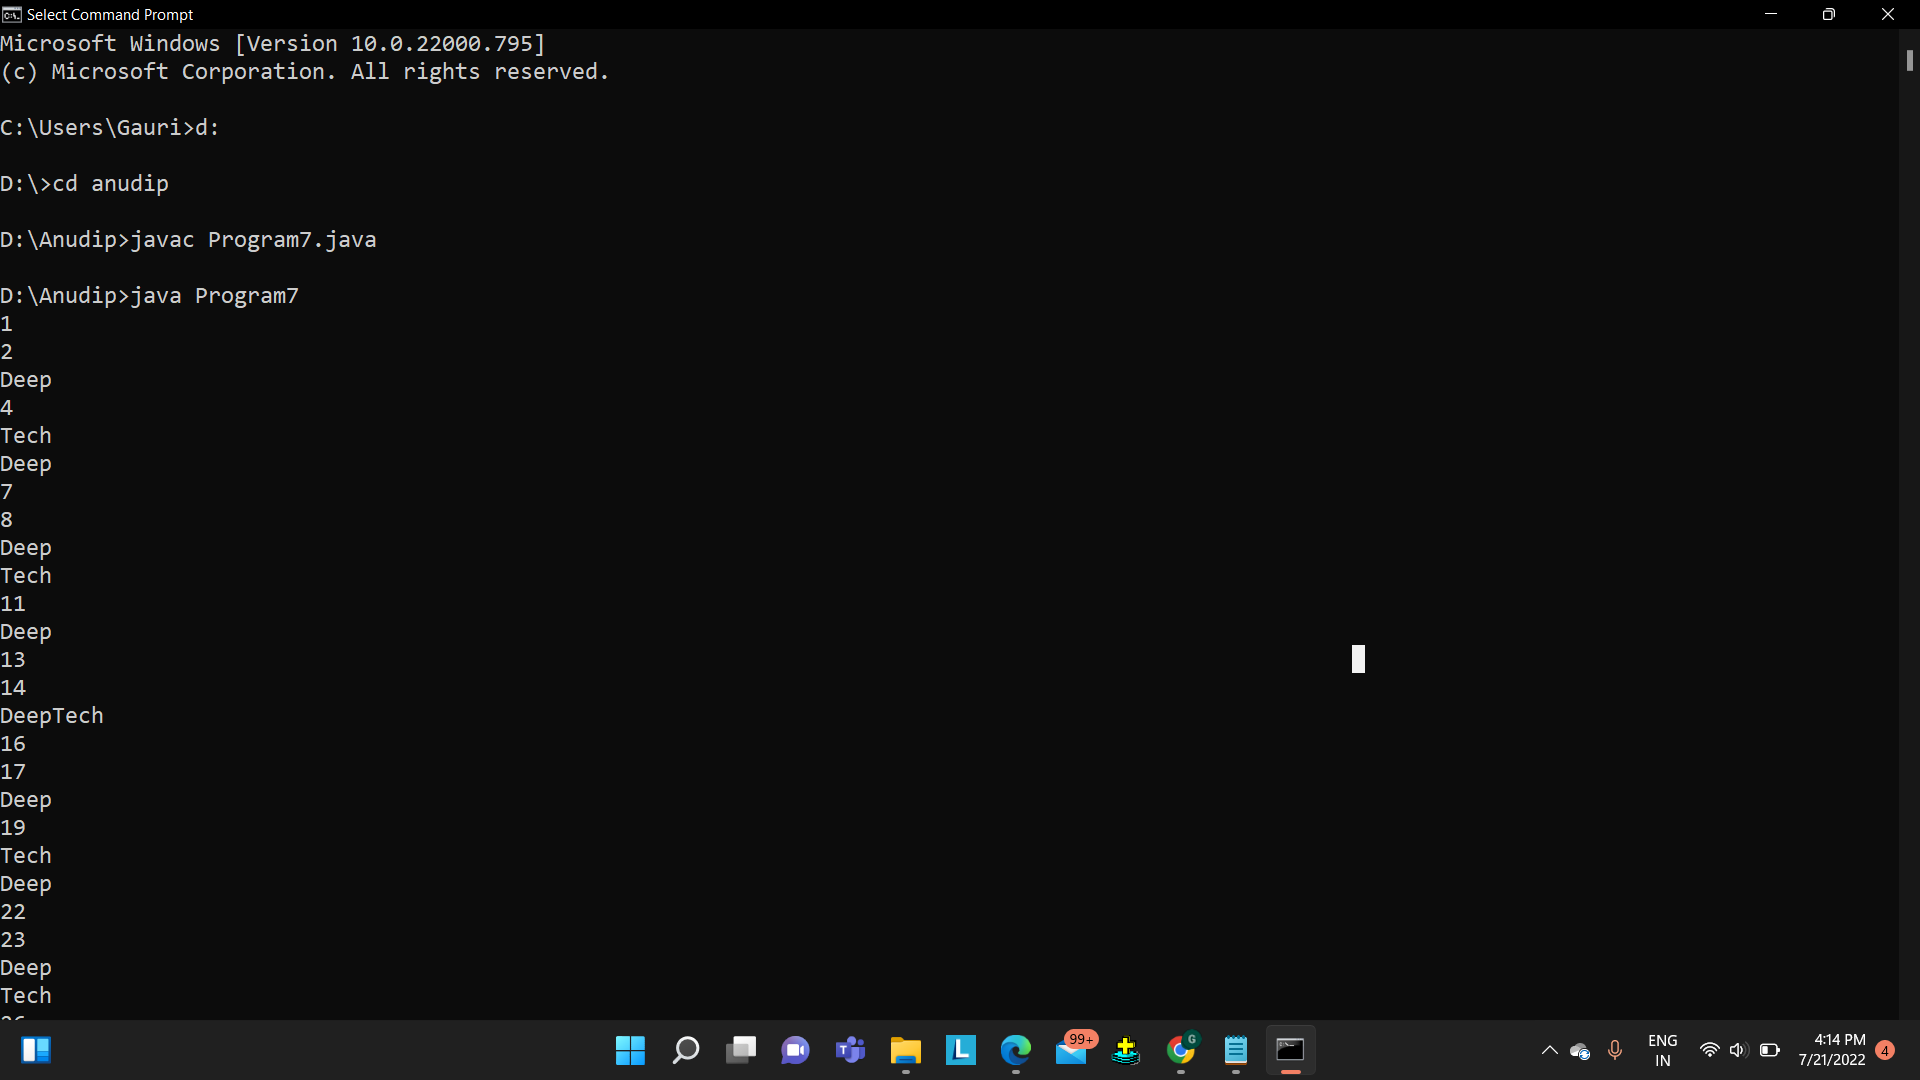 Select Command Prompt
Microsoft Windows [Version 10.0.22000.795]
(c) Microsoft Corporation. All rights reserved.
C:\Users\Gauri>d:
D:\>cd anudip
D:\Anudip>javac Program7.java
D:\Anudip>java Program7
1
2
Deep
4
Tech
Deep
7
8
Deep
Tech
11
Deep
13
14
DeepTech
16
17
Deep
19
Tech
Deep
22
23
Deep
Tech
99+
G
L
ENG
IN
4:14 PM
7/21/2022
4